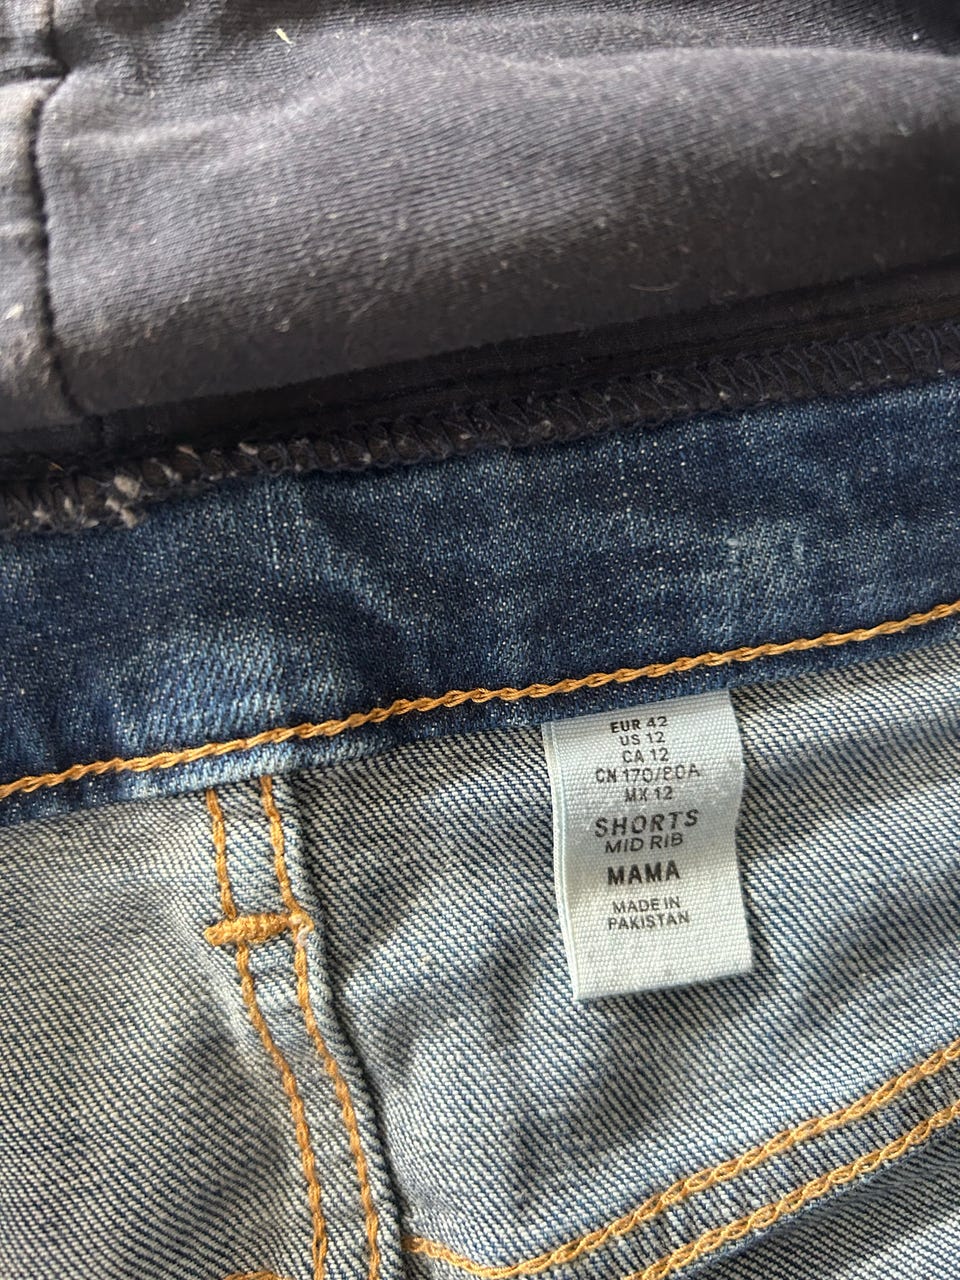 EUR 42
US 12
CA 12
CN 170/80A
MX 12
SHORTS
MID RIB
MAMA
MADE IN
PAKISTAN